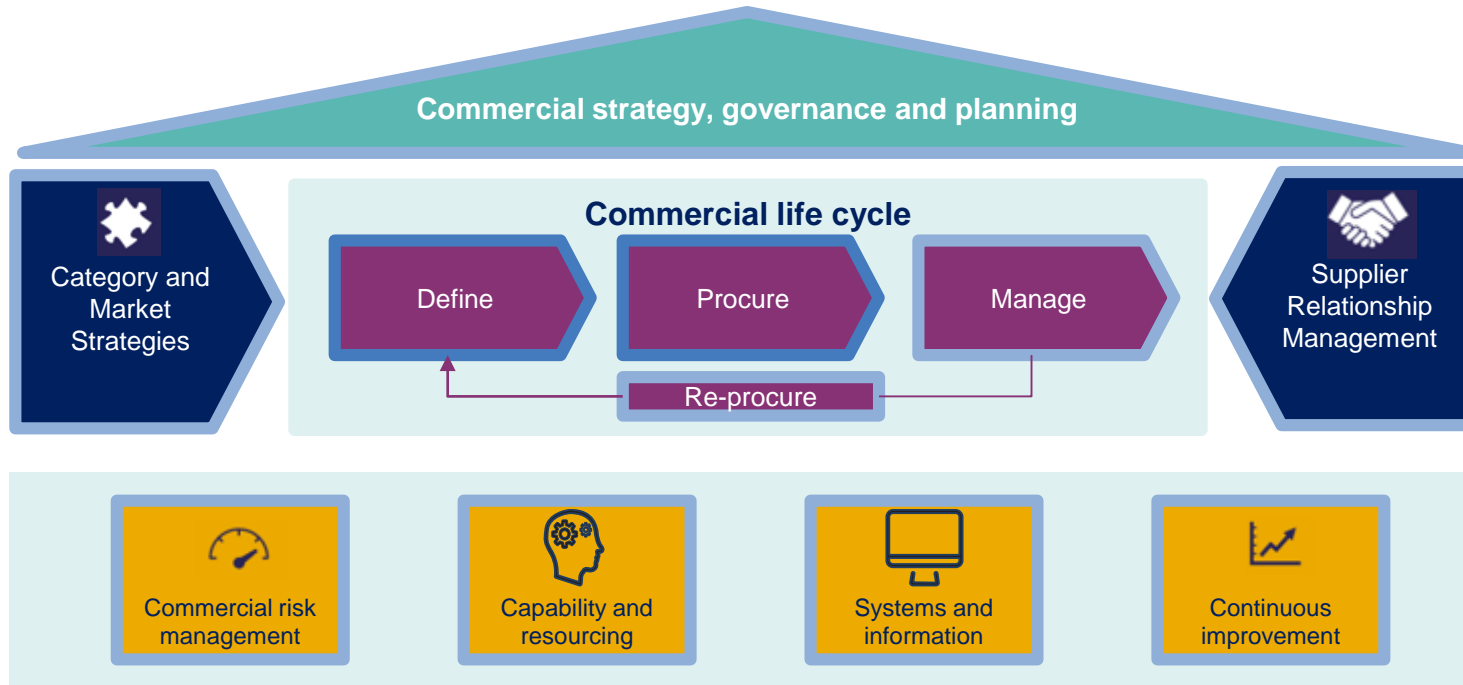 Commercial strategy, governance and planning
Category and
Market
Strategies
Commercial life cycle
Define
Procure
Manage
Re-procure
Supplier
Relationship
Management
Commercial risk
management
Capability and
resourcing
Systems and
information
Continuous
improvement